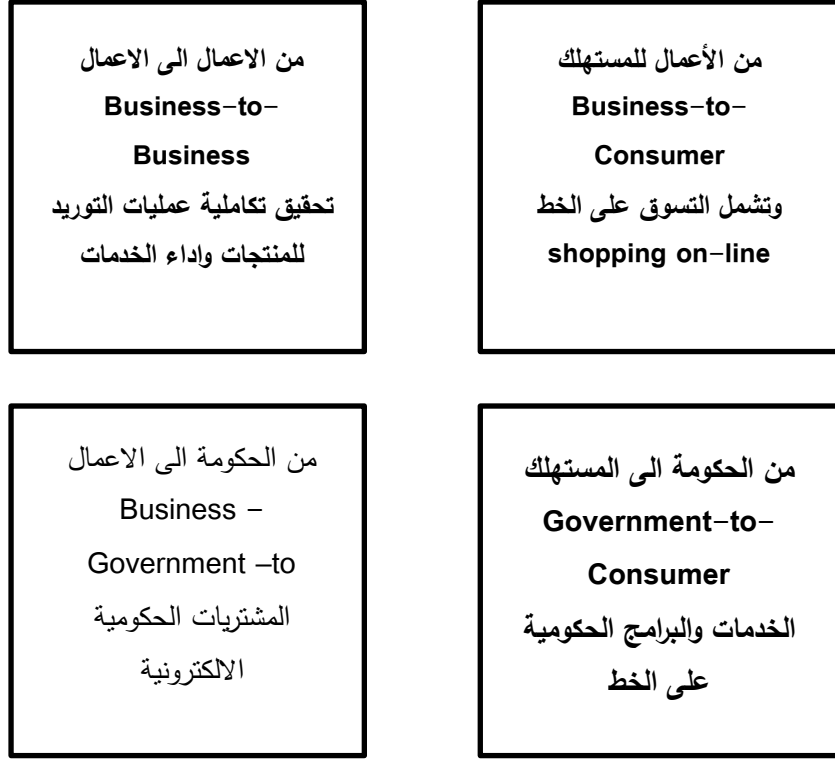 من الأعمال للمستهلك
Business-to-
Consumer
وتشمل التسوق على الخط
shopping on-line
من الاعمال الى الاعمال
Business-to-
Business
تحقيق تكاملية عمليات التوريد
للمنتجات واداء الخدمات
من الحكومة الى المستهلك
Government-to-
Consumer
الخدمات والبرامج الحكومية
على الخط
من الحكومة الى الاعمال
Business –
Government –to
المشتريات الحكومية
الالكترونية